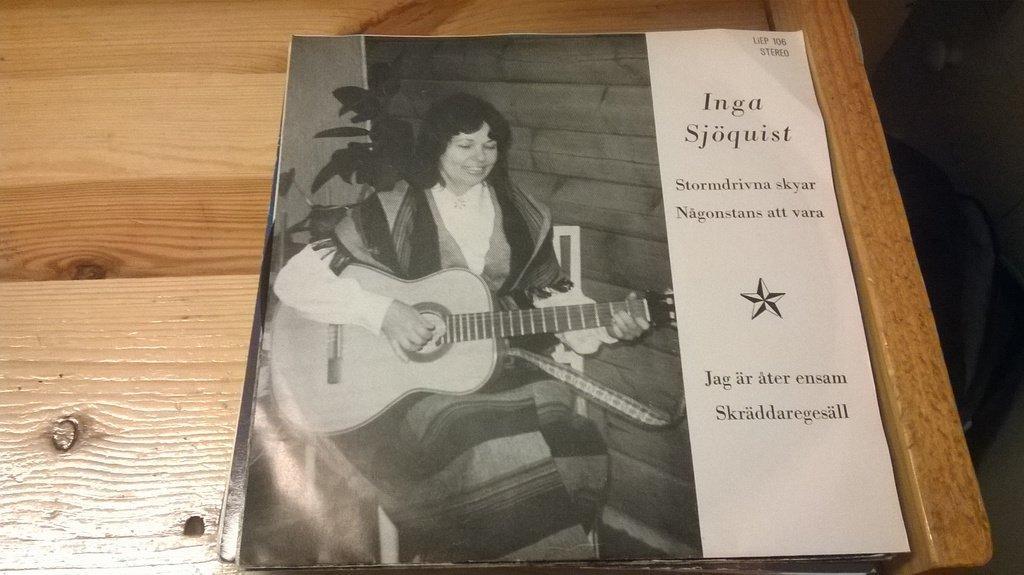 LiEP 106
STEREO
Inga
Sjöquist
Stormdrivna skyar
Någonstans att vara
Jag är åter ensam
Skräddaregesäll